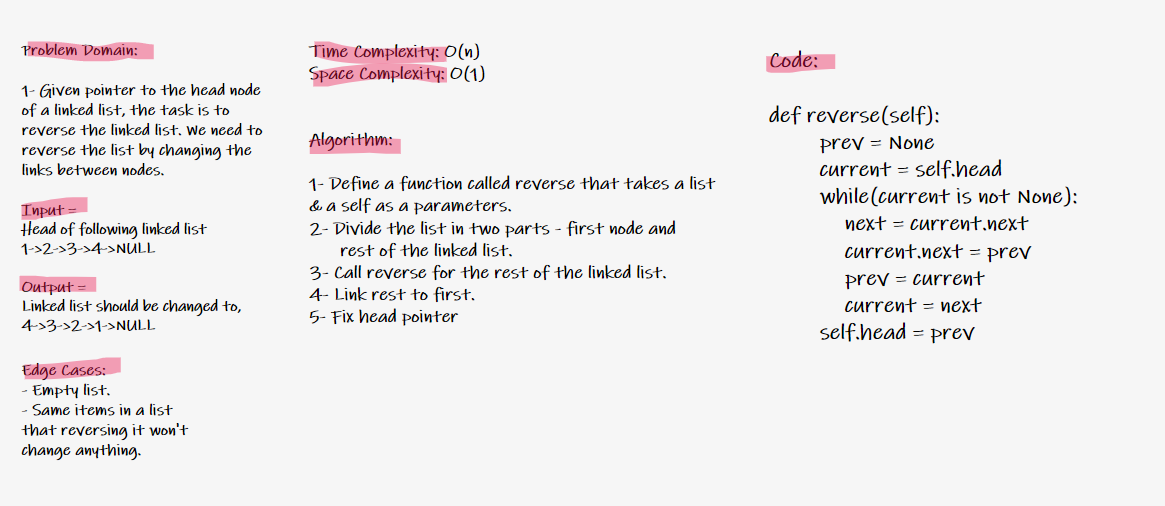 Problem Domain:
1- Given pointer to the head node
of a linked list, the task is to
reverse the linked list. We need to
reverse the list by changing the
links between nodes.
Input =
Head of following linked list
1->2->3->4->NULL
Output =
Linked list should be changed to,
4->3->2->1->NULL
Edge Cases:
- Empty list.
- Same items in a list
that reversing it won't
change anything.
Time Complexity: O(n)
Space Complexity: O(1)
Algorithm:
1- Define a function called reverse that takes a list
& a self as a parameters.
2- Divide the list in two parts - first node and
rest of the linked list.
3- Call reverse for the rest of the linked list.
4- Link rest to first.
5- Fix head pointer
Code:
def reverse(self):
prev = None
current = self.head
while(current is not None):
next = current.next
current.next = prev
prev = current
current = next
self.head = prev